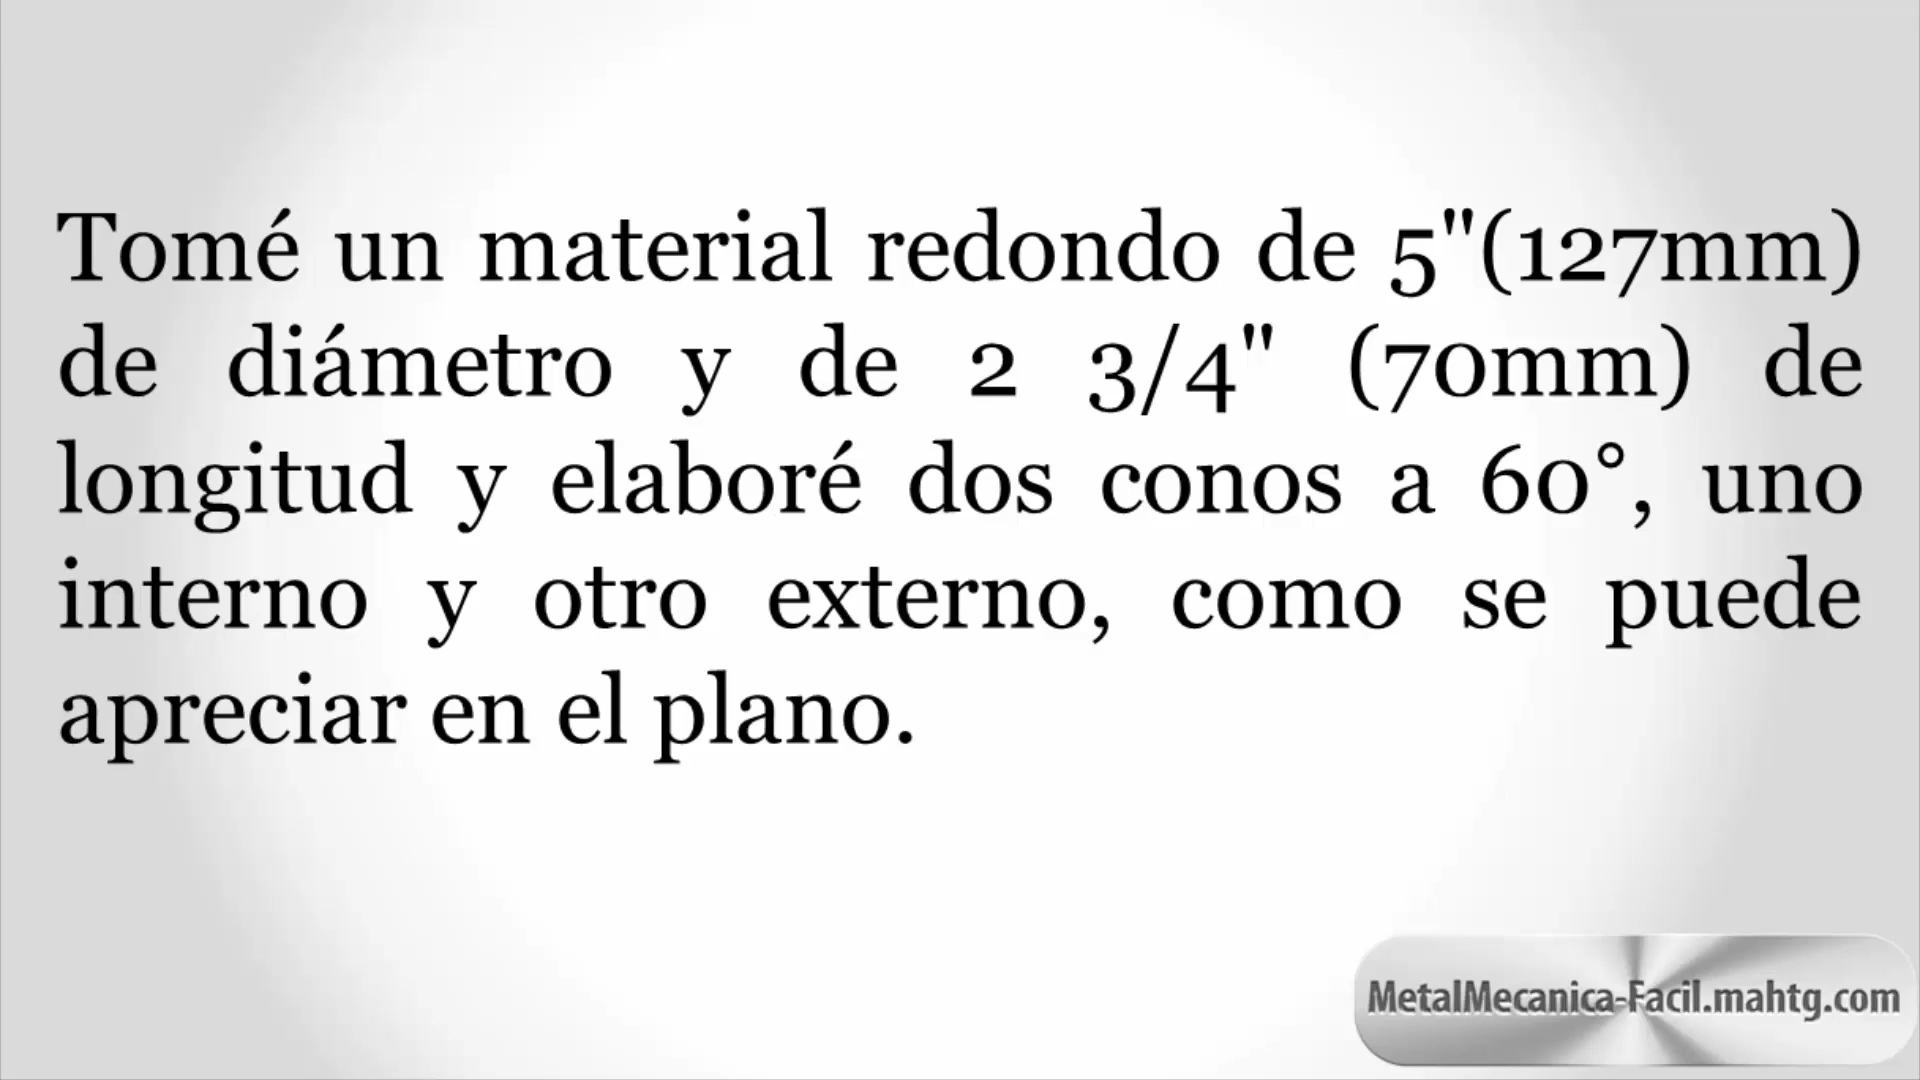 Tomé un material redondo de 5"(127mm)
de diámetro y de 2 3/4" (70mm) de
longitud y elaboré dos conos a 60°, uno
interno y otro externo, como se puede
apreciar en el plano.
MetalMecanica-Facil.mahtg.com